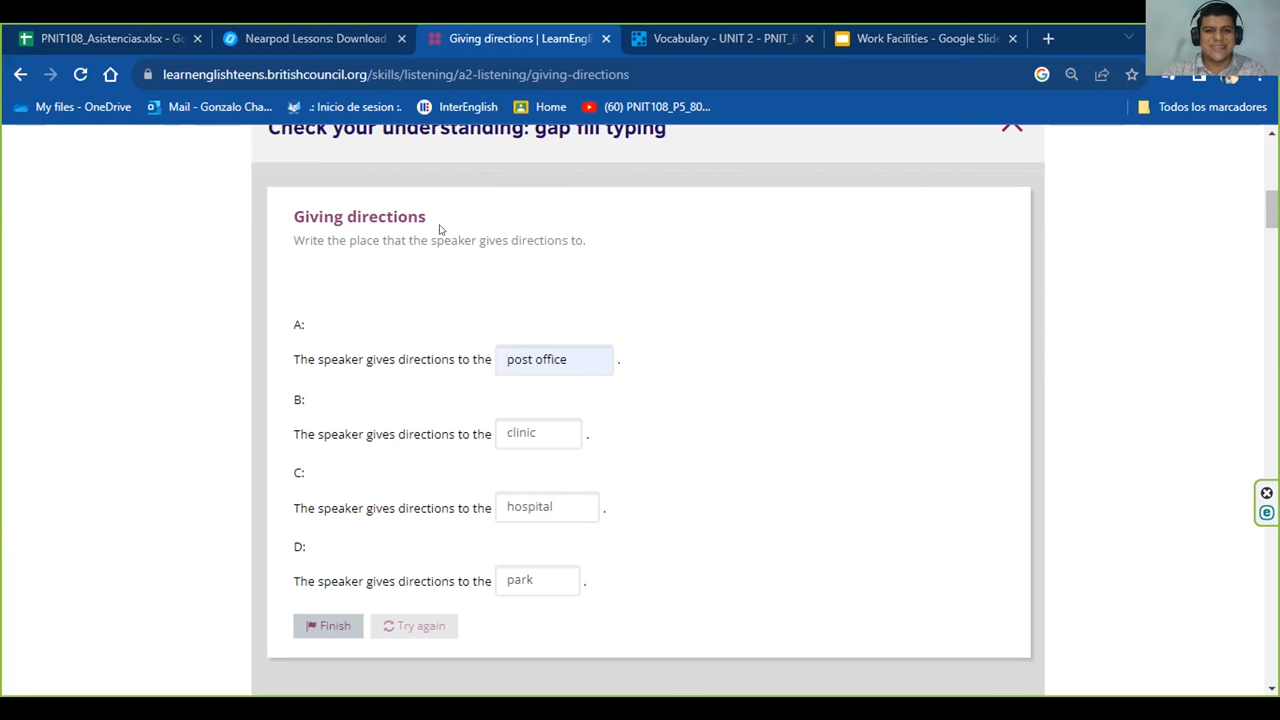 PNIT108_Asistencias.xlsx - Go
Nearpod Lessons: Download
Giving directions | LearnEngli
Vocabulary - UNIT 2 - PNIT_E
Work Facilities - Google Slide
learnenglishteens.britishcouncil.org/skills/listening/a2-listening/giving-directions
My files - OneDrive
Mail - Gonzalo Cha...
.: Inicio de sesion :.
InterEnglish
Home
(60) PNIT108_P5_80...
Todos los marcadores
Check your understanding: gap fill typing
Giving directions
Write the place that the speaker gives directions to.
A:
The speaker gives directions to the post office .
B:
The speaker gives directions to the clinic .
C:
The speaker gives directions to the hospital .
D:
The speaker gives directions to the park .
Finish Try again